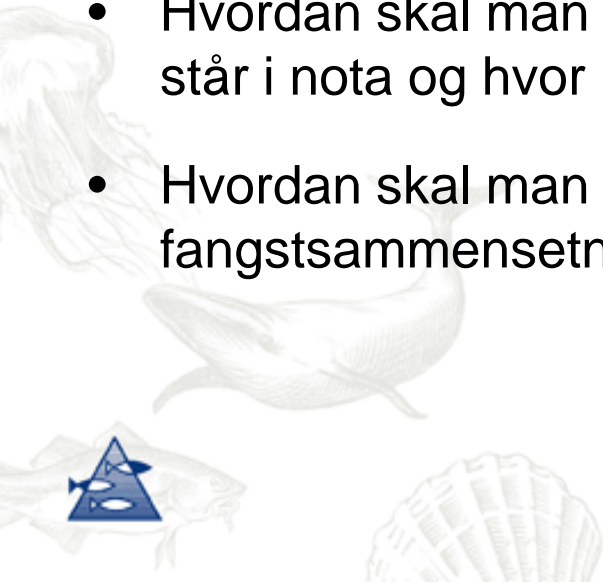 • Hvordan skal man
står i nota og hvor
• Hvordan skal man
fangstsammensetn